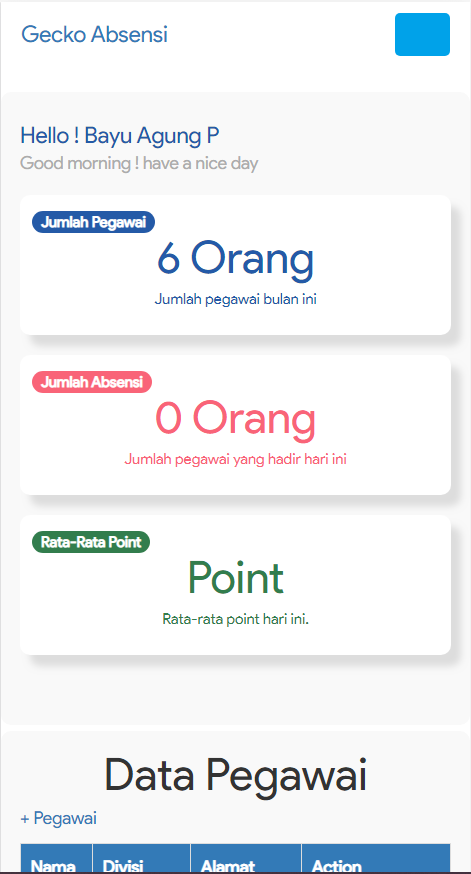 Gecko Absensi
Hello ! Bayu Agung P
Good morning ! have a nice day
Jumlah Pegawai
6 Orang
Jumlah pegawai bulan ini
Jumlah Absensi
0 Orang
Jumlah pegawai yang hadir hari ini
Rata-Rata Point
Point
Rata-rata point hari ini.
Data Pegawai
+ Pegawai
Nama Divisi Alamat Action